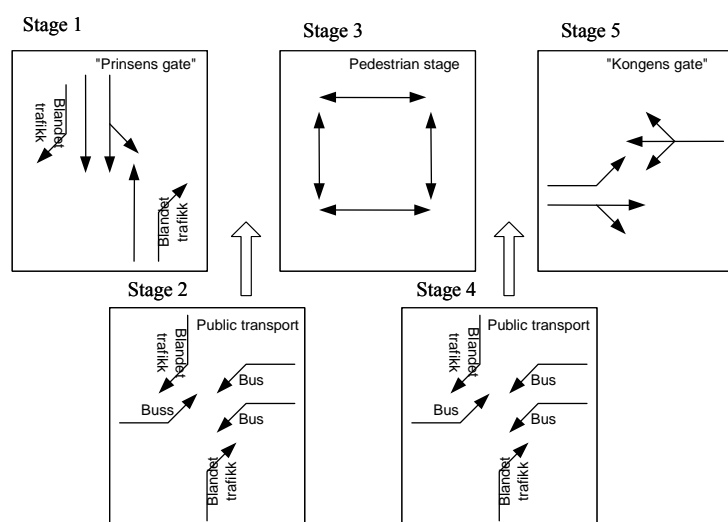 Stage 1
"Prinsens gate"
Blandet
trafikk
Blandet
trafikk
Stage 3
Pedestrian stage
Stage 5
"Kongens gate"
Stage 2
Public transport
Blandet
trafikk
Bus
Buss
Bus
Blandet
trafikk
Stage 4
Public transport
Blandet
trafikk
Bus
Bus
Bus
Blandet
trafikk